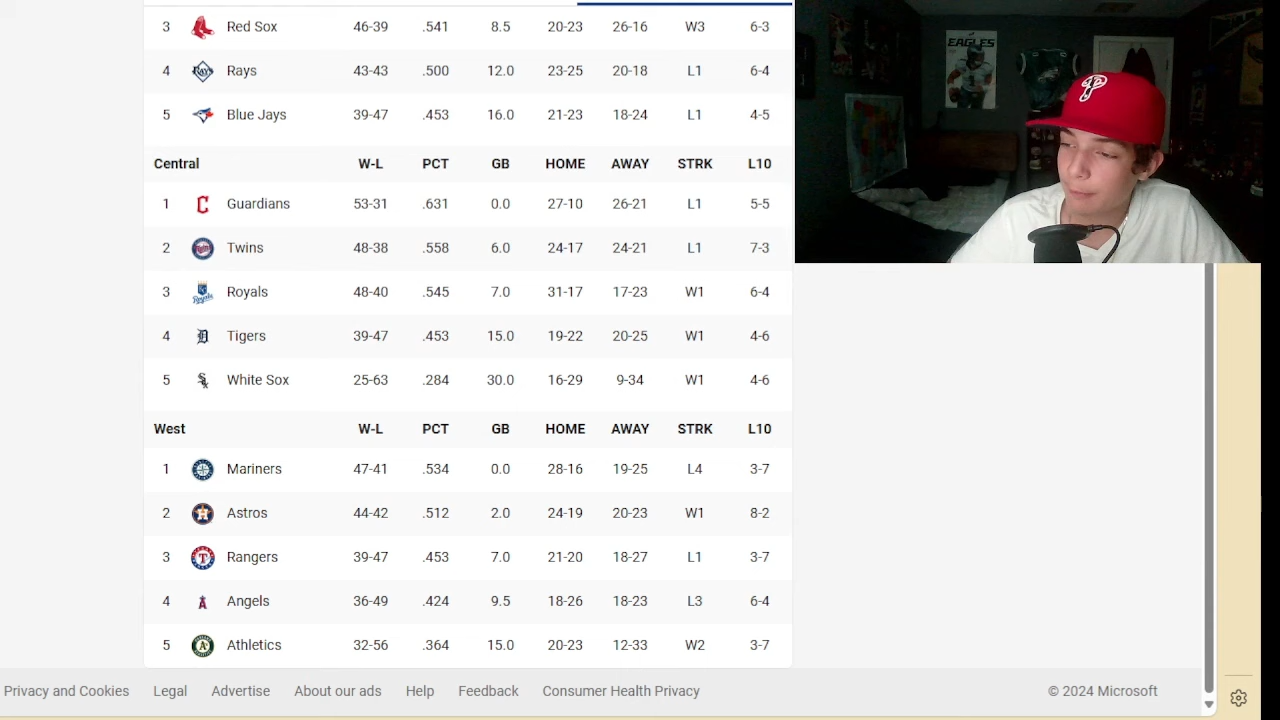 3 Red Sox 46-39 .541 8.5 20-23 26-16 W3 6-3
4 Rays 43-43 .500 12.0 23-25 20-18 L1 6-4
5 Blue Jays 39-47 .453 16.0 21-23 18-24 L1 4-5
Central W-L PCT GB HOME AWAY STRK L10
1 Guardians 53-31 .631 0.0 27-10 26-21 L1 5-5
2 Twins 48-38 .558 6.0 24-17 24-21 L1 7-3
3 Royals 48-40 .545 7.0 31-17 17-23 W1 6-4
4 Tigers 39-47 .453 15.0 19-22 20-25 W1 4-6
5 White Sox 25-63 .284 30.0 16-29 9-34 W1 4-6
West W-L PCT GB HOME AWAY STRK L10
1 Mariners 47-41 .534 0.0 28-16 19-25 L4 3-7
2 Astros 44-42 .512 2.0 24-19 20-23 W1 8-2
3 Rangers 39-47 .453 7.0 21-20 18-27 L1 3-7
4 Angels 36-49 .424 9.5 18-26 18-23 L3 6-4
5 Athletics 32-56 .364 15.0 20-23 12-33 W2 3-7
Privacy and Cookies Legal Advertise About our ads Help Feedback Consumer Health Privacy © 2024 Microsoft
EAGLES